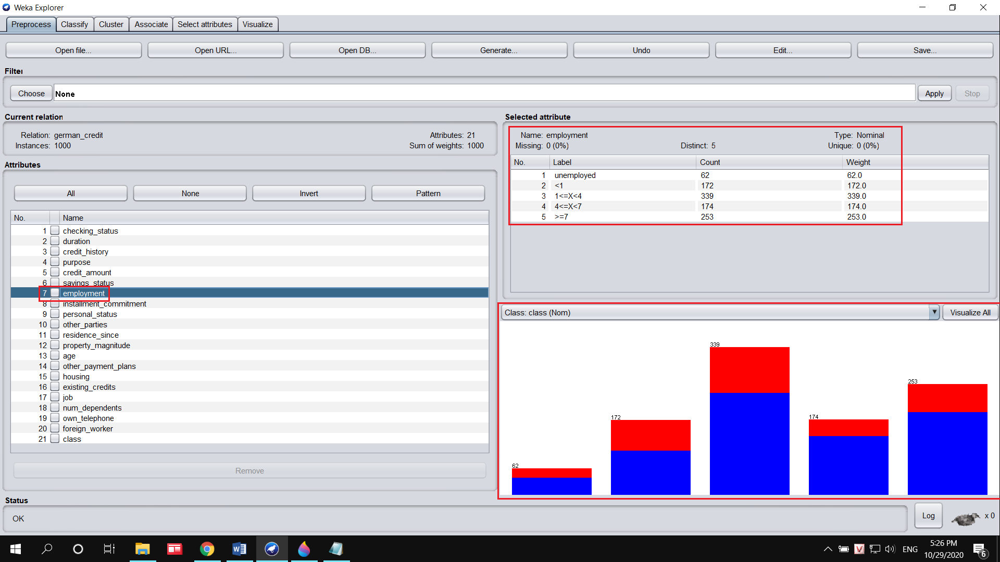 Weka Explorer
Preprocess Classify Cluster Associate Select attributes Visualize
Open file... Open URL... Open DB... Generate... Undo Edit... Save...
Filter
Choose None Apply Stop
Current relation
Relation: german_credit Attributes: 21
Instances: 1000 Sum of weights: 1000
Attributes
All None Invert Pattern
No. Name
1 checking_status
2 duration
3 credit_history
4 purpose
5 credit_amount
6 savings_status
7 employment
8 installment_commitment
9 personal_status
10 other_parties
11 residence_since
12 property_magnitude
13 age
14 other_payment_plans
15 housing
16 existing_credits
17 job
18 num_dependents
19 own_telephone
20 foreign_worker
21 class
Remove
Selected attribute
Name: employment Type: Nominal
Missing: 0 (0%) Distinct: 5 Unique: 0 (0%)
No. Label Count Weight
1 unemployed 62 62.0
2 <1 172 172.0
3 1<=X<4 339 339.0
4 4<=X<7 174 174.0
5 >=7 253 253.0
Class: class (Nom) Visualize All
62 172 339 174 253
Status
OK
Log x 0
ENG 5:26 PM
10/29/2020 6